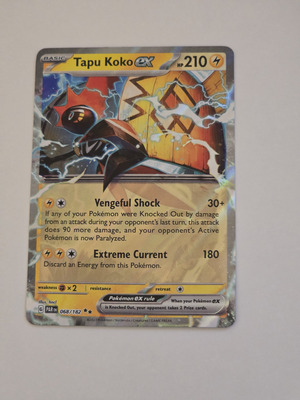 BASIC
Tapu Koko ex HP 210
Vengeful Shock 30+
If any of your Pokémon were Knocked Out by damage
from an attack during your opponent's last turn, this attack
does 90 more damage, and your opponent's Active
Pokémon is now Paralyzed.
Extreme Current 180
Discard an Energy from this Pokémon.
weakness ×2 resistance retreat
Pokémon ex rule
When your Pokémon ex
is Knocked Out, your opponent takes 2 Prize cards.
PAR EN 068/182